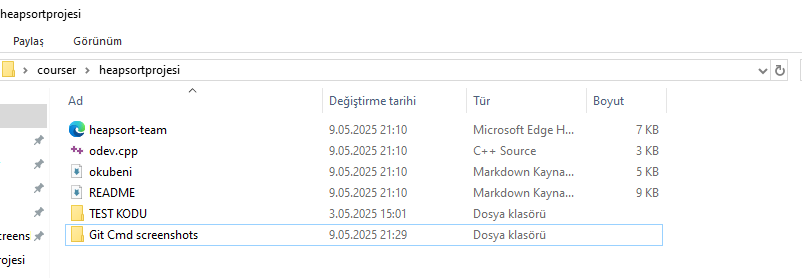 heapsortprojesi
Paylaş Görünüm
courser > heapsortprojesi
Ad Değiştirme tarihi Tür Boyut
heapsort-team 9.05.2025 21:10 Microsoft Edge H... 7 KB
odev.cpp 9.05.2025 21:10 C++ Source 3 KB
okubeni 9.05.2025 21:10 Markdown Kayna... 5 KB
README 9.05.2025 21:10 Markdown Kayna... 9 KB
TEST KODU 3.05.2025 15:01 Dosya klasörü
Git Cmd screenshots 9.05.2025 21:29 Dosya klasörü
creens
ojesi